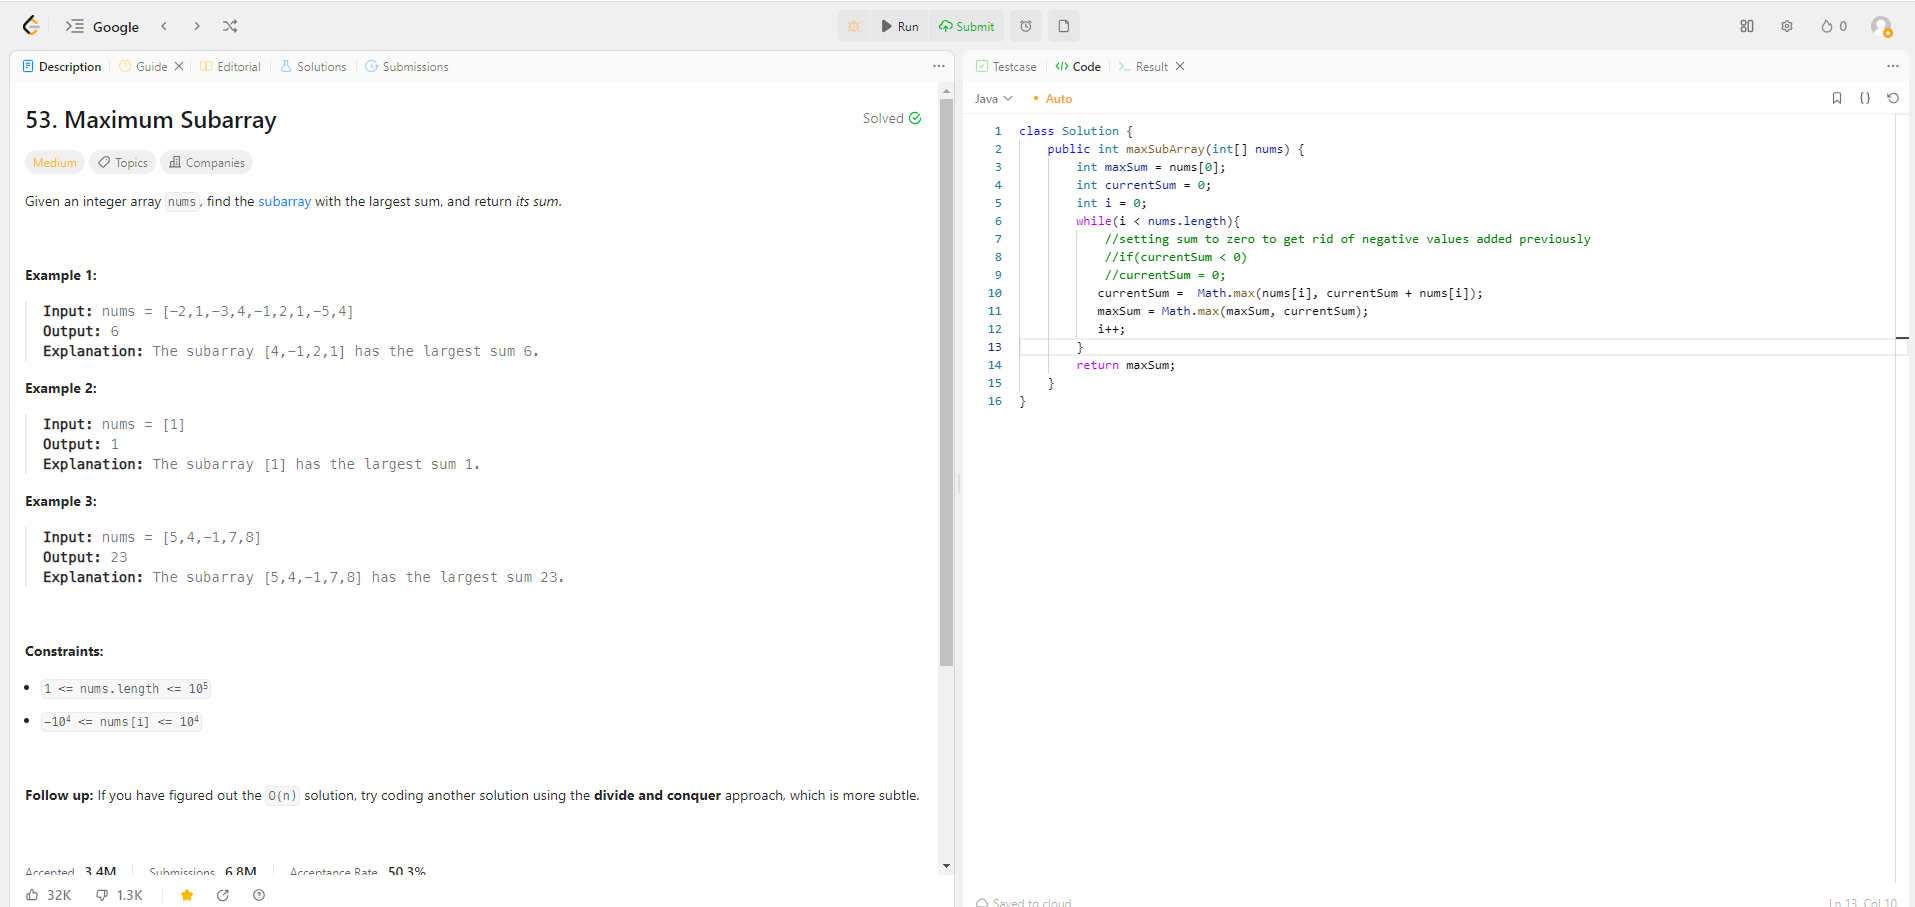 Google
Run
Submit
0
Description
Guide
Editorial
Solutions
Submissions
53. Maximum Subarray
Solved
Medium
Topics
Companies
Given an integer array nums, find the subarray with the largest sum, and return its sum.
Example 1:
Input: nums = [-2,1,-3,4,-1,2,1,-5,4]
Output: 6
Explanation: The subarray [4,-1,2,1] has the largest sum 6.
Example 2:
Input: nums = [1]
Output: 1
Explanation: The subarray [1] has the largest sum 1.
Example 3:
Input: nums = [5,4,-1,7,8]
Output: 23
Explanation: The subarray [5,4,-1,7,8] has the largest sum 23.
Constraints:
• 1 <= nums.length <= 10⁵
• -10⁴ <= nums[i] <= 10⁴
Follow up: If you have figured out the O(n) solution, try coding another solution using the divide and conquer approach, which is more subtle.
Accepted 3.4M Submissions 6.8M Acceptance Rate 50.3%
32K
1.3K
Testcase
Code
Result
Java
Auto
1 class Solution {
2 public int maxSubArray(int[] nums) {
3 int maxSum = nums[0];
4 int currentSum = 0;
5 int i = 0;
6 while(i < nums.length){
7 //setting sum to zero to get rid of negative values added previously
8 //if(currentSum < 0)
9 //currentSum = 0;
10 currentSum =  Math.max(nums[i], currentSum + nums[i]);
11 maxSum = Math.max(maxSum, currentSum);
12 i++;
13 }
14 return maxSum;
15 }
16 }
Saved to cloud
Ln 13, Col 10